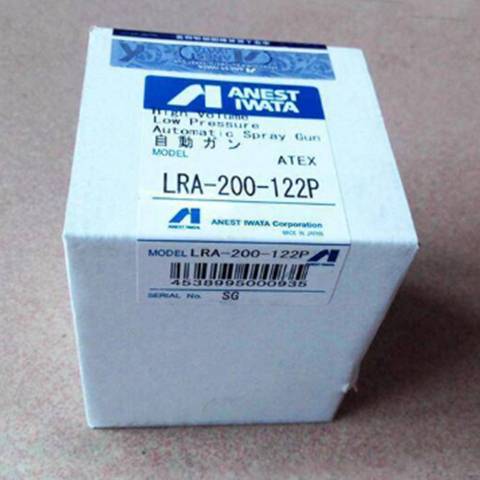 ANEST
IWATA
High Volume
Low Pressure
Automatic Spray Gun
自動ガン
MODEL
ATEX
LRA-200-122P
ANEST IWATA Corporation
MADE IN JAPAN
MODEL LRA-200-122P
4538995000935
SERIAL No. SG